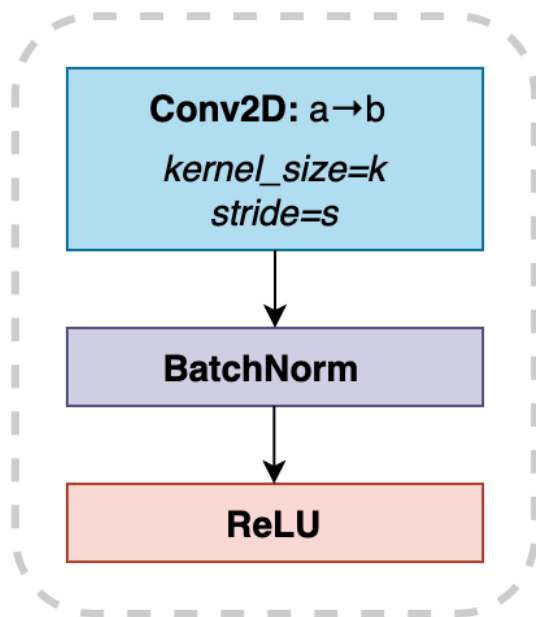 Conv2D: a→b
kernel_size=k
stride=s
BatchNorm
ReLU